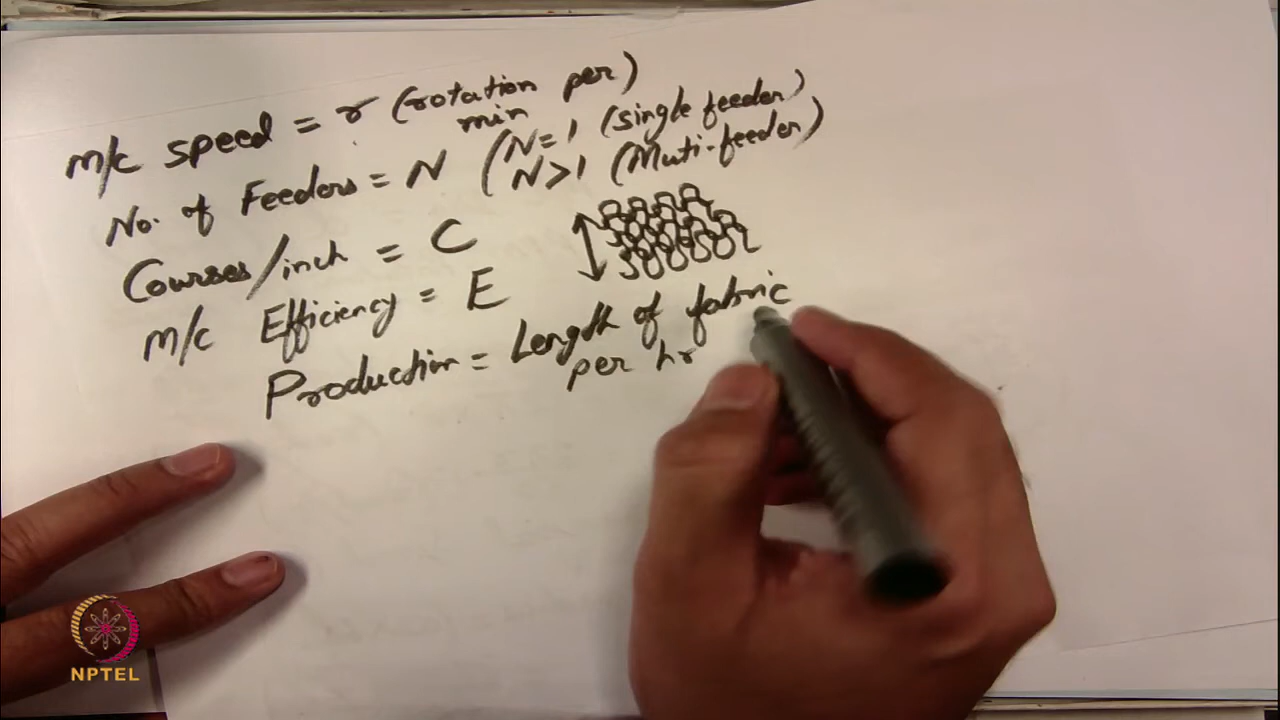 m/c speed = r (rotation per min)
No. of Feeders = N (N=1 (single feeder)
N>1 (Muti-feeder)
Courses/inch = C
m/c Efficiency = E
Production = Length of fabric
per hr
NPTEL